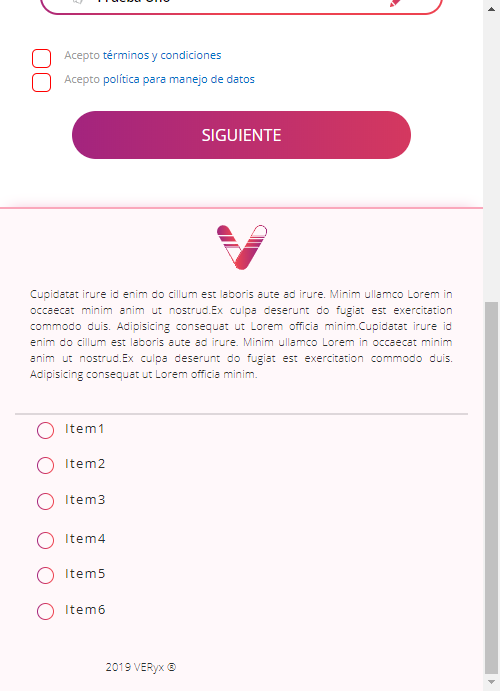 Prueba Uno
Acepto términos y condiciones
Acepto política para manejo de datos
SIGUIENTE
Cupidatat irure id enim do cillum est laboris aute ad irure. Minim ullamco Lorem in
occaecat minim anim ut nostrud.Ex culpa deserunt do fugiat est exercitation
commodo duis. Adipisicing consequat ut Lorem officia minim.Cupidatat irure id
enim do cillum est laboris aute ad irure. Minim ullamco Lorem in occaecat minim
anim ut nostrud.Ex culpa deserunt do fugiat est exercitation commodo duis.
Adipisicing consequat ut Lorem officia minim.
Item1
Item2
Item3
Item4
Item5
Item6
2019 VERyx ®